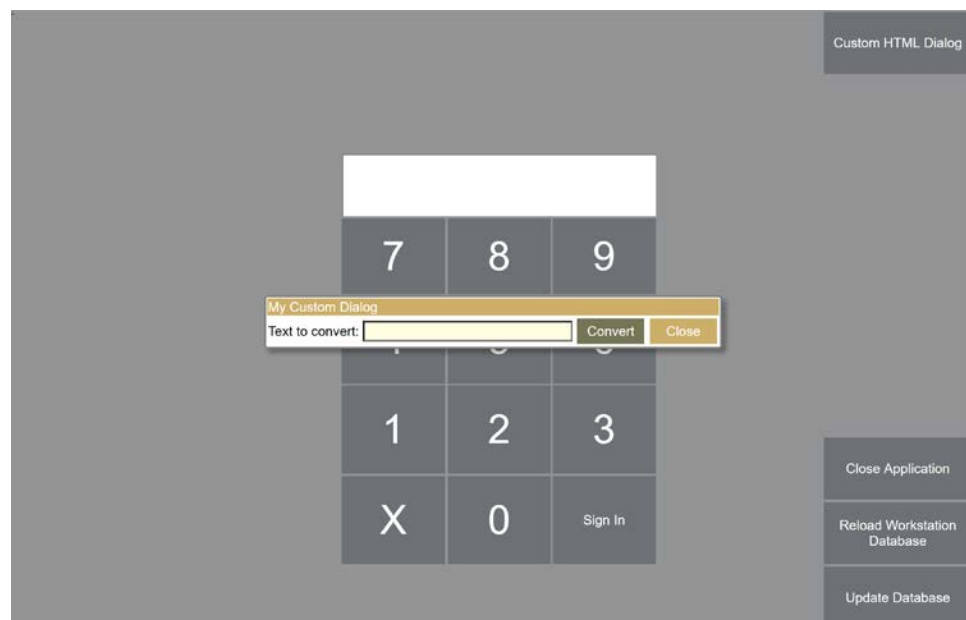 Custom HTML Dialog
7 8 9
My Custom Dialog
Text to convert: Convert Close
1 2 3
Close Application
X 0 Sign In
Reload Workstation
Database
Update Database